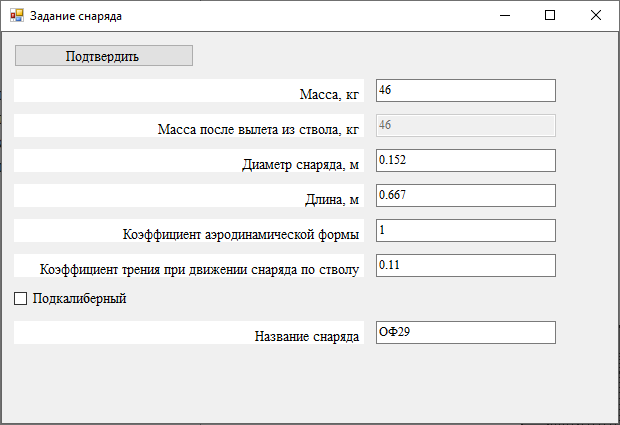 Задание снаряда
Подтвердить
Масса, кг 46
Масса после вылета из ствола, кг 46
Диаметр снаряда, м 0.152
Длина, м 0.667
Коэффициент аэродинамической формы 1
Коэффициент трения при движении снаряда по стволу 0.11
Подкалиберный
Название снаряда ОФ29